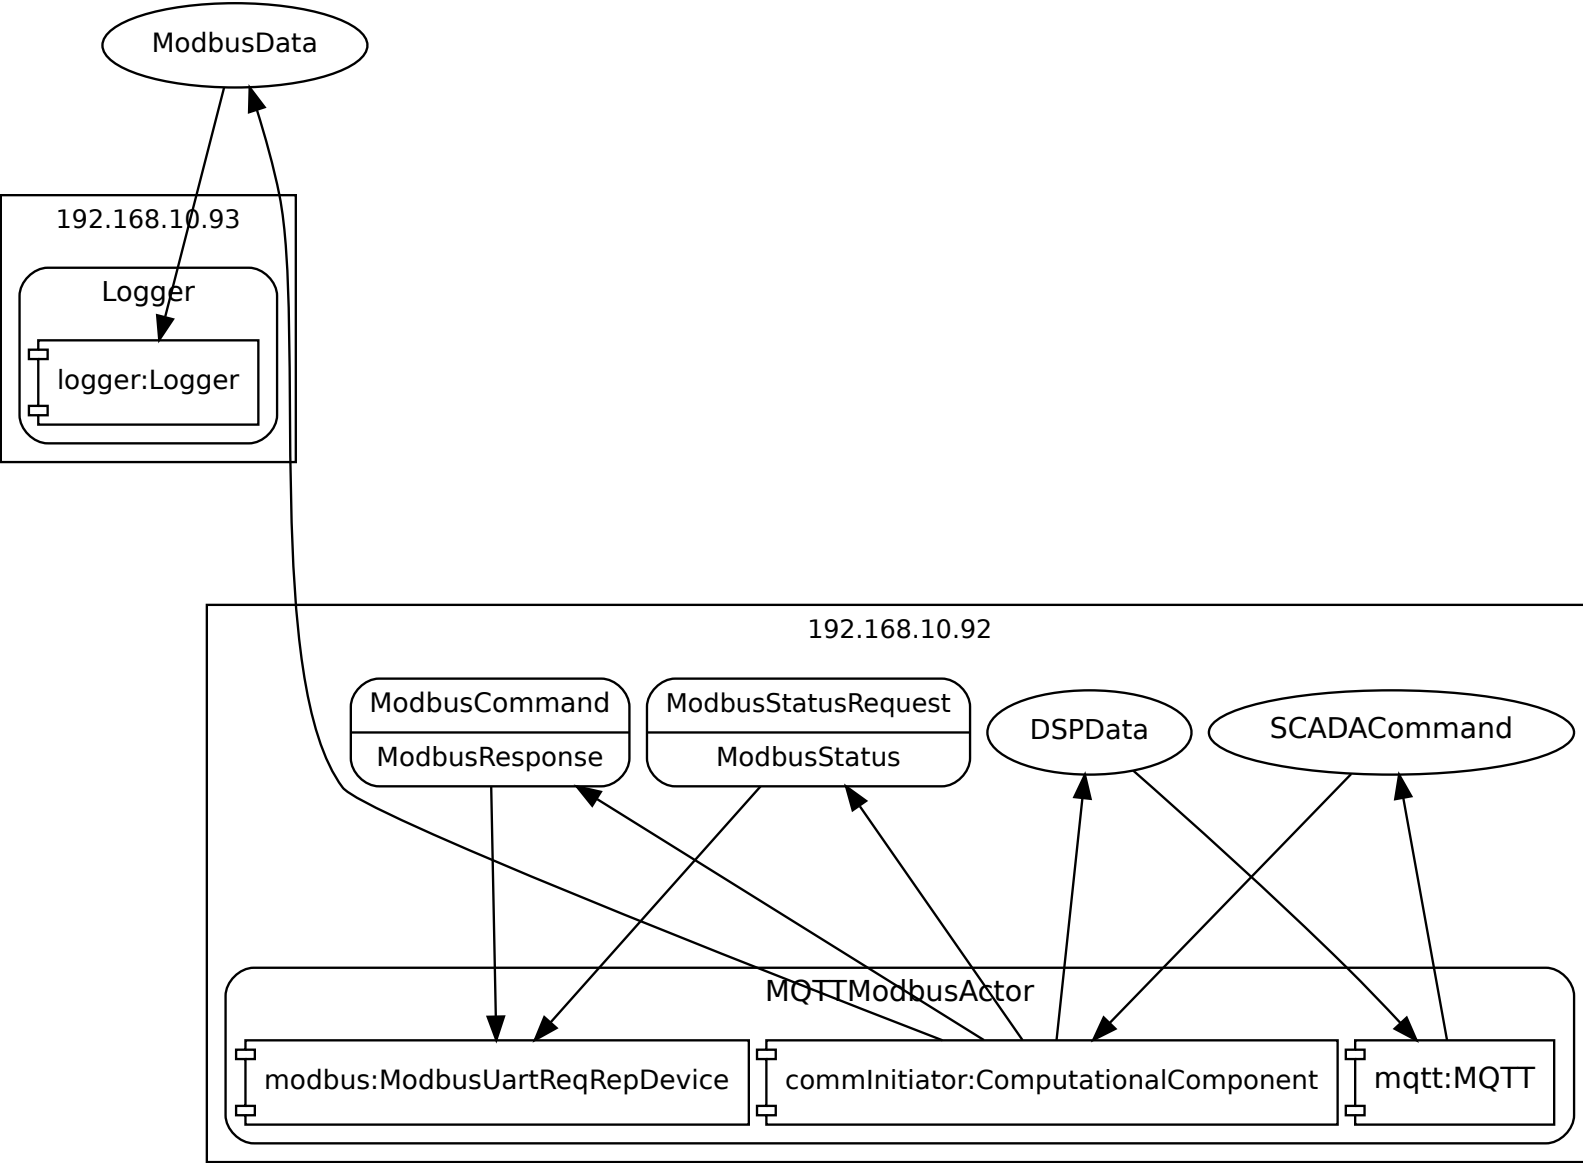 ModbusData
192.168.10.93
Logger
logger:Logger
192.168.10.92
ModbusCommand
ModbusResponse
ModbusStatusRequest
ModbusStatus
DSPData
SCADACommand
MQTTModbusActor
modbus:ModbusUartReqRepDevice
commInitiator:ComputationalComponent
mqtt:MQTT